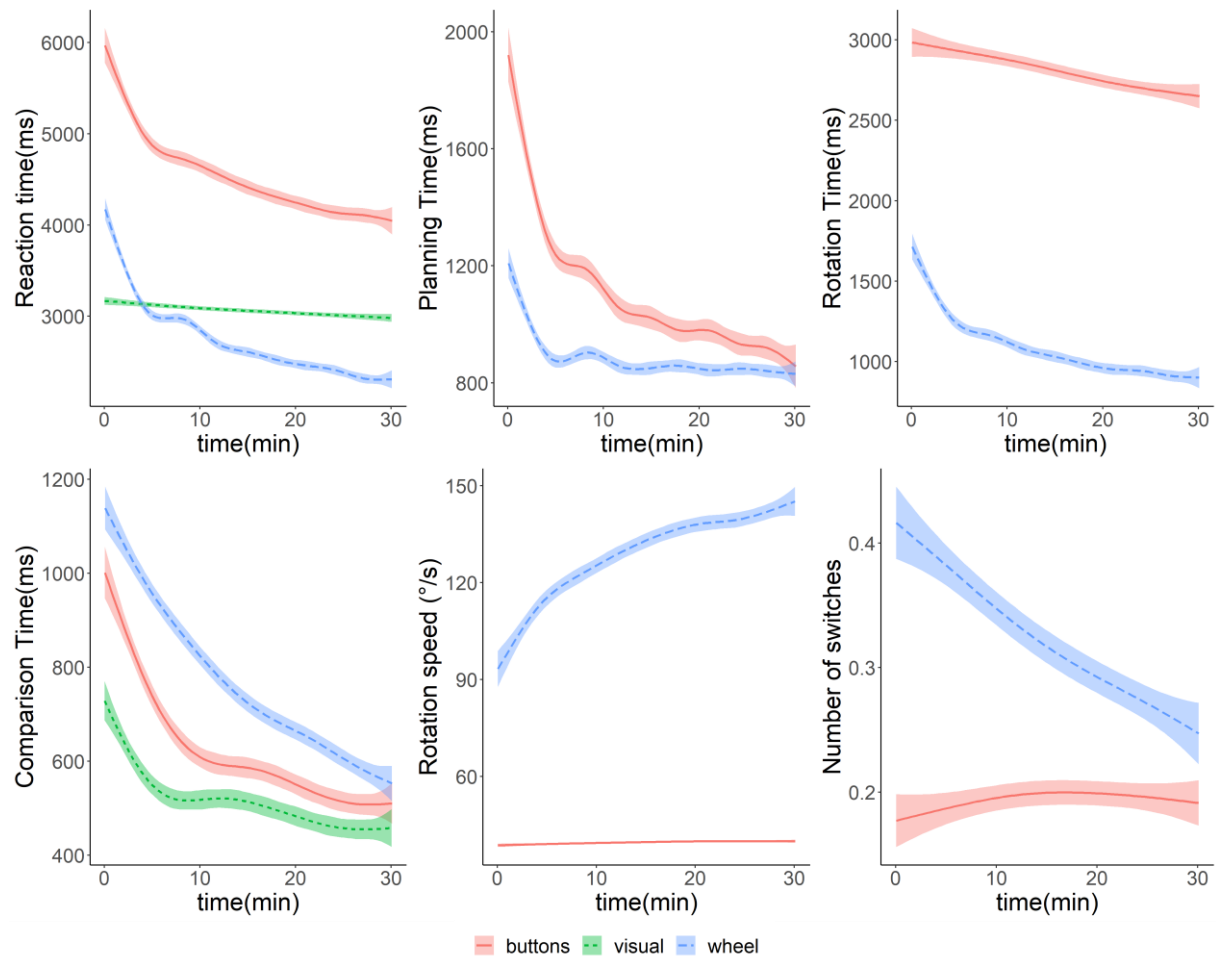 Reaction time(ms)
6000
5000
4000
3000
0 10 20 30
time(min)
Planning Time(ms)
2000
1600
1200
800
0 10 20 30
time(min)
Rotation Time(ms)
3000
2500
2000
1500
1000
0 10 20 30
time(min)
Comparison Time(ms)
1200
1000
800
600
400
0 10 20 30
time(min)
Rotation speed (°/s)
150
120
90
60
0 10 20 30
time(min)
Number of switches
0.4
0.3
0.2
0 10 20 30
time(min)
buttons visual wheel